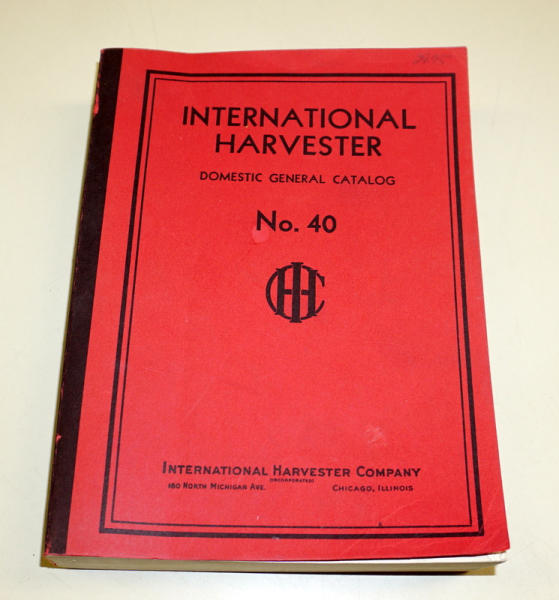 INTERNATIONAL
HARVESTER
DOMESTIC GENERAL CATALOG
No. 40
IHC
INTERNATIONAL HARVESTER COMPANY
(INCORPORATED)
180 NORTH MICHIGAN AVE. CHICAGO, ILLINOIS